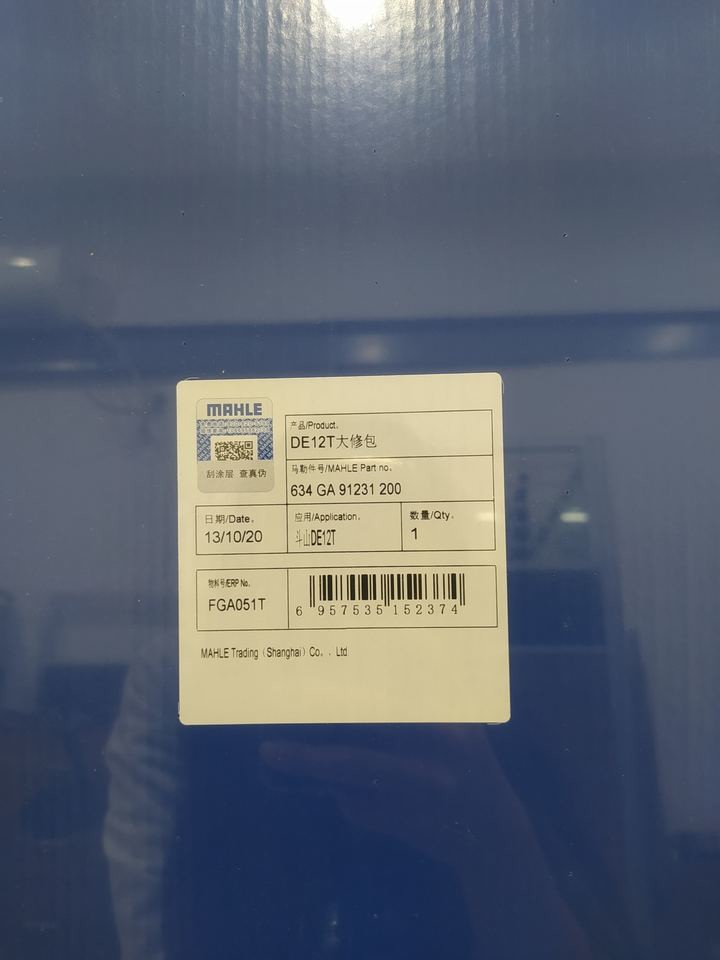 MAHLE
刮涂层 查真伪
产品/Product.
DE12T大修包
马勒件号/MAHLE Part no.
634 GA 91231 200
日期/Date.
13/10/20
应用/Application.
斗山DE12T
数量/Qty.
1
物料号/ERP No.
FGA051T
6 957535 152374
MAHLE Trading（Shanghai）Co.．Ltd